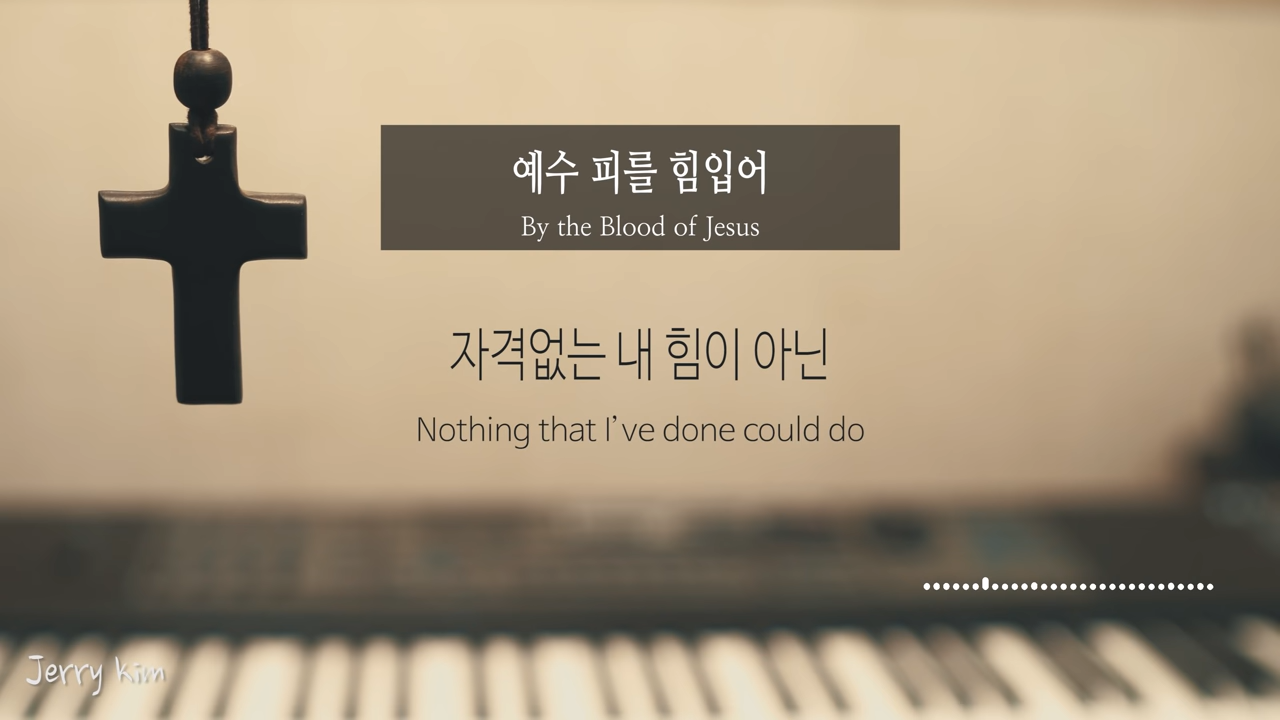 예수 피를 힘입어
By the Blood of Jesus
자격없는 내 힘이 아닌
Nothing that I’ve done could do
Jerry Kim